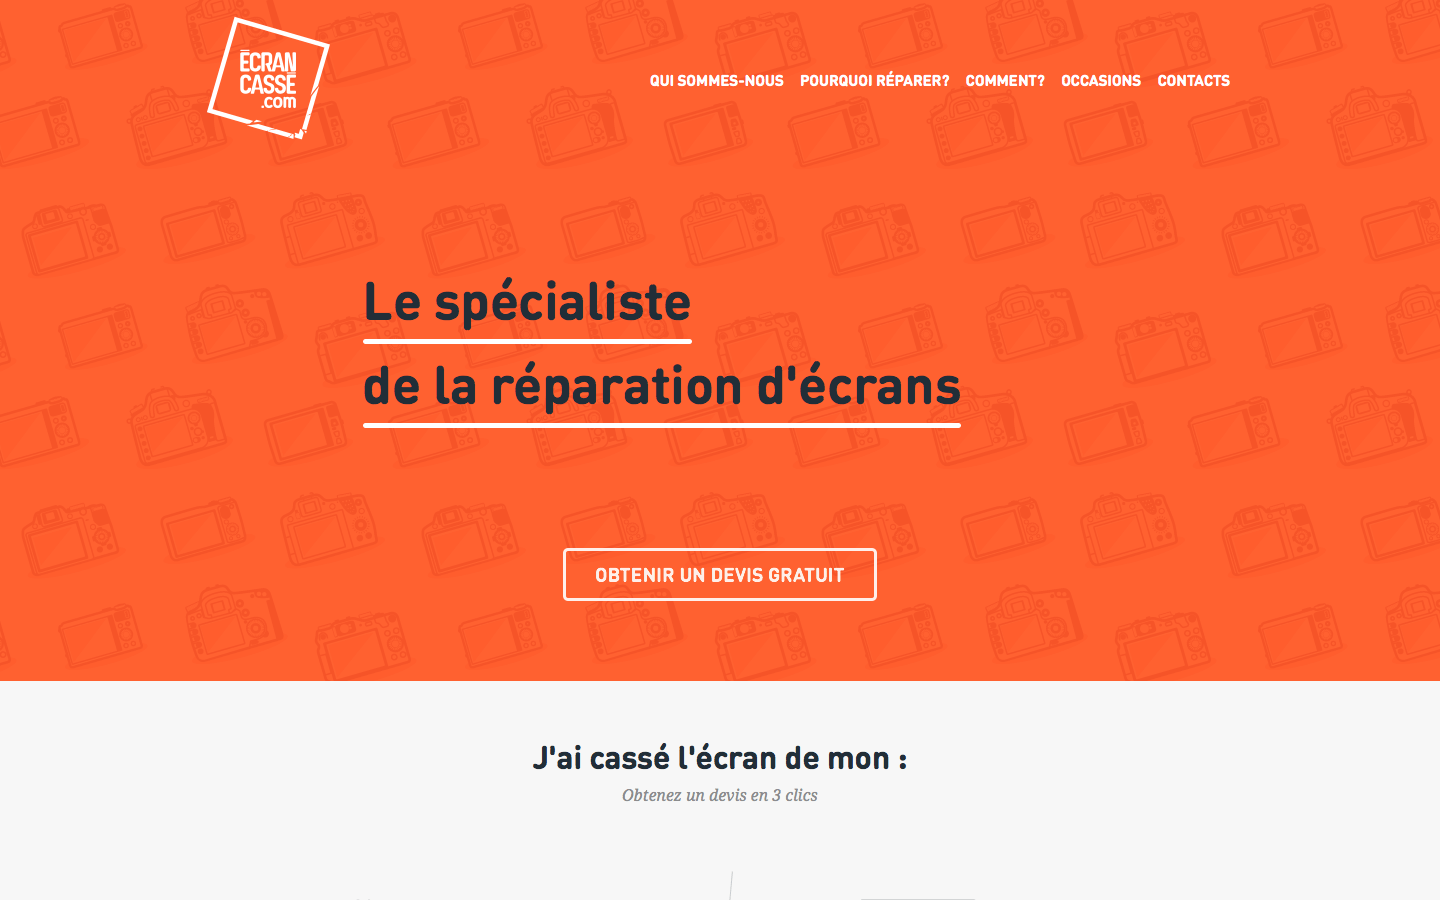 ÉCRAN
CASSÉ
.com
QUI SOMMES-NOUS POURQUOI RÉPARER? COMMENT? OCCASIONS CONTACTS
Le spécialiste
de la réparation d'écrans
OBTENIR UN DEVIS GRATUIT
J'ai cassé l'écran de mon :
Obtenez un devis en 3 clics